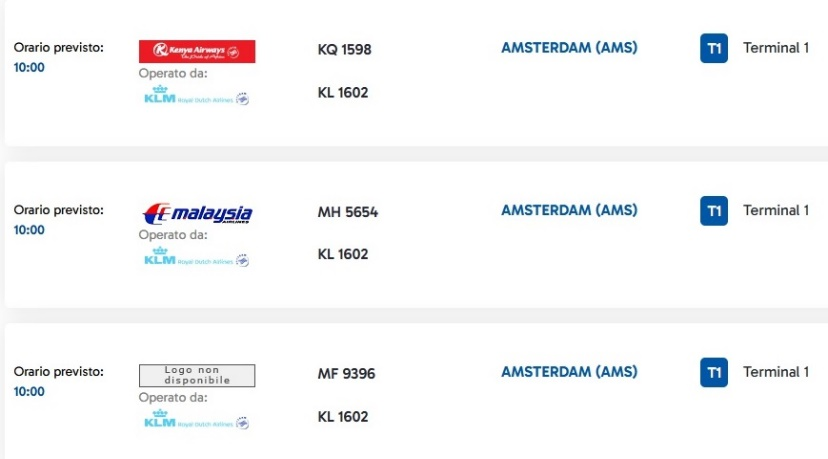 Orario previsto:
10:00
Kenya Airways
The Pride of Africa
Operato da:
KLM Royal Dutch Airlines
KQ 1598
KL 1602
AMSTERDAM (AMS)
T1 Terminal 1
Orario previsto:
10:00
malaysia
AIRLINES
Operato da:
KLM Royal Dutch Airlines
MH 5654
KL 1602
AMSTERDAM (AMS)
T1 Terminal 1
Orario previsto:
10:00
Logo non
disponibile
Operato da:
KLM Royal Dutch Airlines
MF 9396
KL 1602
AMSTERDAM (AMS)
T1 Terminal 1